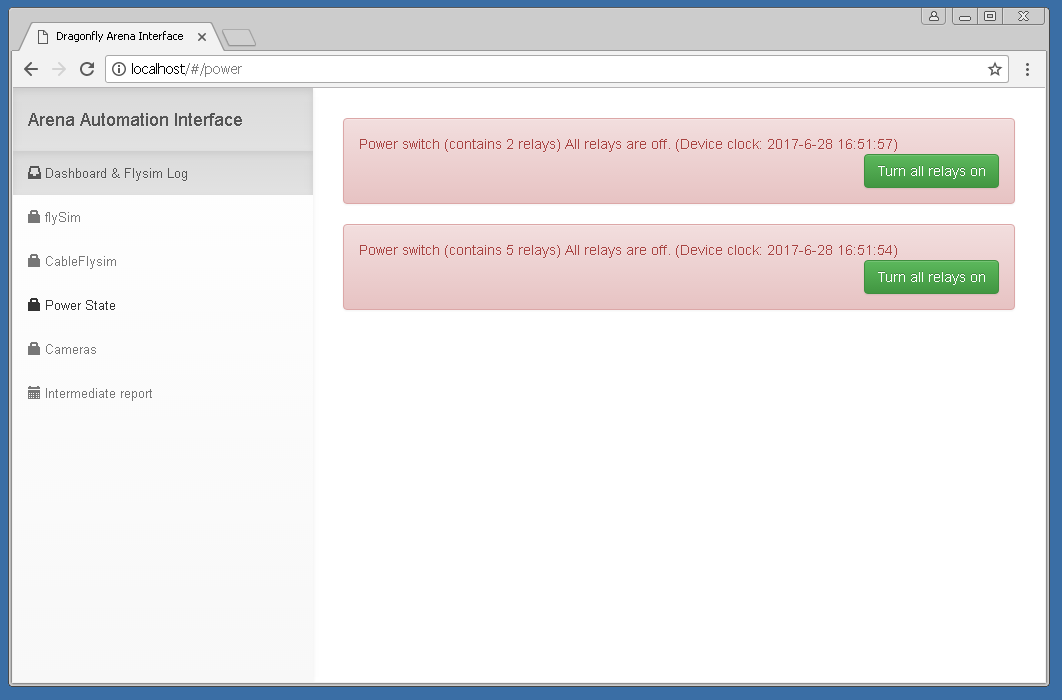 Dragonfly Arena Interface
localhost/#/power
Arena Automation Interface
Dashboard & Flysim Log
flySim
CableFlysim
Power State
Cameras
Intermediate report
Power switch (contains 2 relays) All relays are off. (Device clock: 2017-6-28 16:51:57)
Turn all relays on
Power switch (contains 5 relays) All relays are off. (Device clock: 2017-6-28 16:51:54)
Turn all relays on